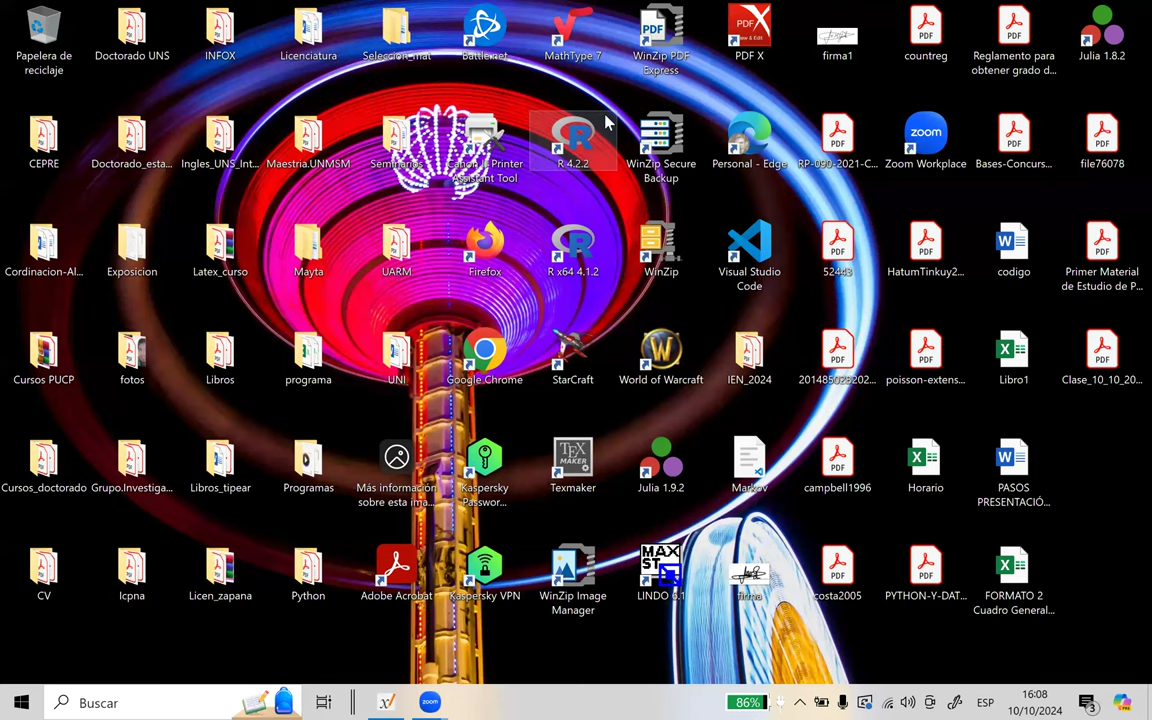 Papelera de
reciclaje
Doctorado UNS
INFOX
Licenciatura
Seleccion_mat
Battle.net
MathType 7
WinZip PDF
Express
PDF X
firma1
countreg
Reglamento para
obtener grado d...
Julia 1.8.2
CEPRE
Doctorado_esta...
Ingles_UNS_Int...
Maestria.UNMSM
Seminarios
Canon IJ Printer
Assistant Tool
R 4.2.2
WinZip Secure
Backup
Personal - Edge
RP-090-2021-C...
Zoom Workplace
Bases-Concurs...
file76078
Cordinacion-Al...
Exposicion
Latex_curso
Mayta
UARM
Firefox
R x64 4.1.2
WinZip
Visual Studio
Code
52443
HatumTinkuy2...
codigo
Primer Material
de Estudio de P...
Cursos PUCP
fotos
Libros
programa
UNI
Google Chrome
StarCraft
World of Warcraft
IEN_2024
201485023202...
poisson-extens...
Libro1
Clase_10_10_20...
Cursos_doctorado
Grupo.Investiga...
Libros_tipear
Programas
Más información
sobre esta ima...
Kaspersky
Passwor...
Texmaker
Julia 1.9.2
Markov
campbell1996
Horario
PASOS
PRESENTACIÓ...
CV
Icpna
Licen_zapana
Python
Adobe Acrobat
Kaspersky VPN
WinZip Image
Manager
LINDO 6.1
firma
costa2005
PYTHON-Y-DAT...
FORMATO 2
Cuadro General...
Buscar
zoom
86%
ESP
16:08
10/10/2024
3